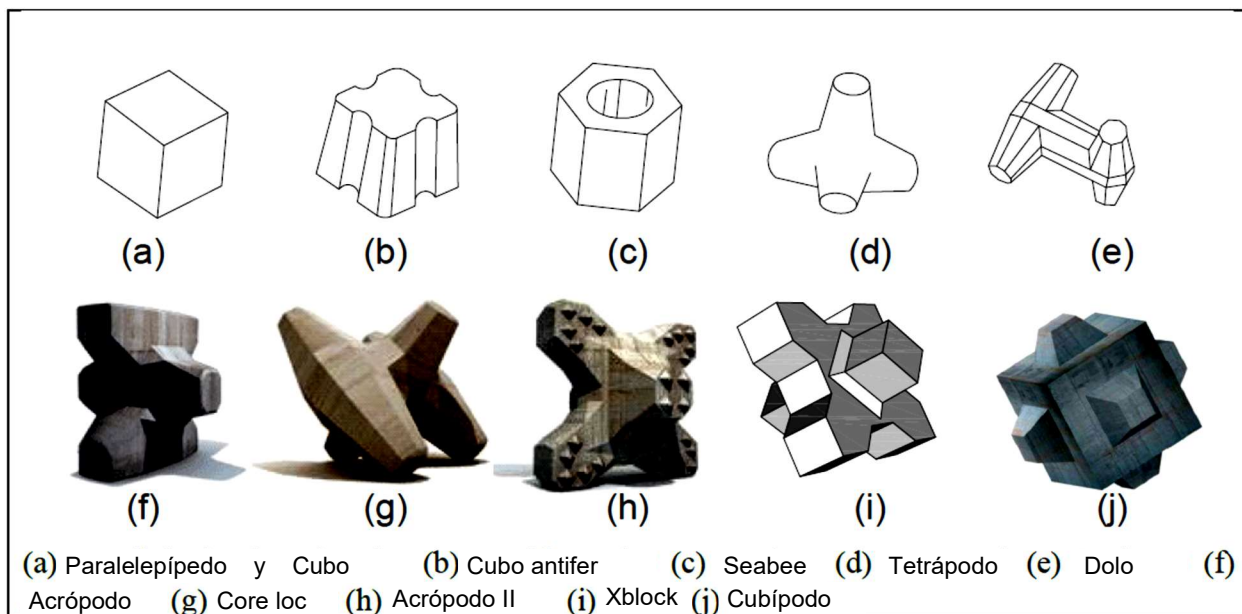 (a) (b) (c) (d) (e)
(f) (g) (h) (i) (j)
(a) Paralelepípedo y Cubo (b) Cubo antifer (c) Seabee (d) Tetrápodo (e) Dolo (f)
Acrópodo (g) Core loc (h) Acrópodo II (i) Xblock (j) Cubípodo